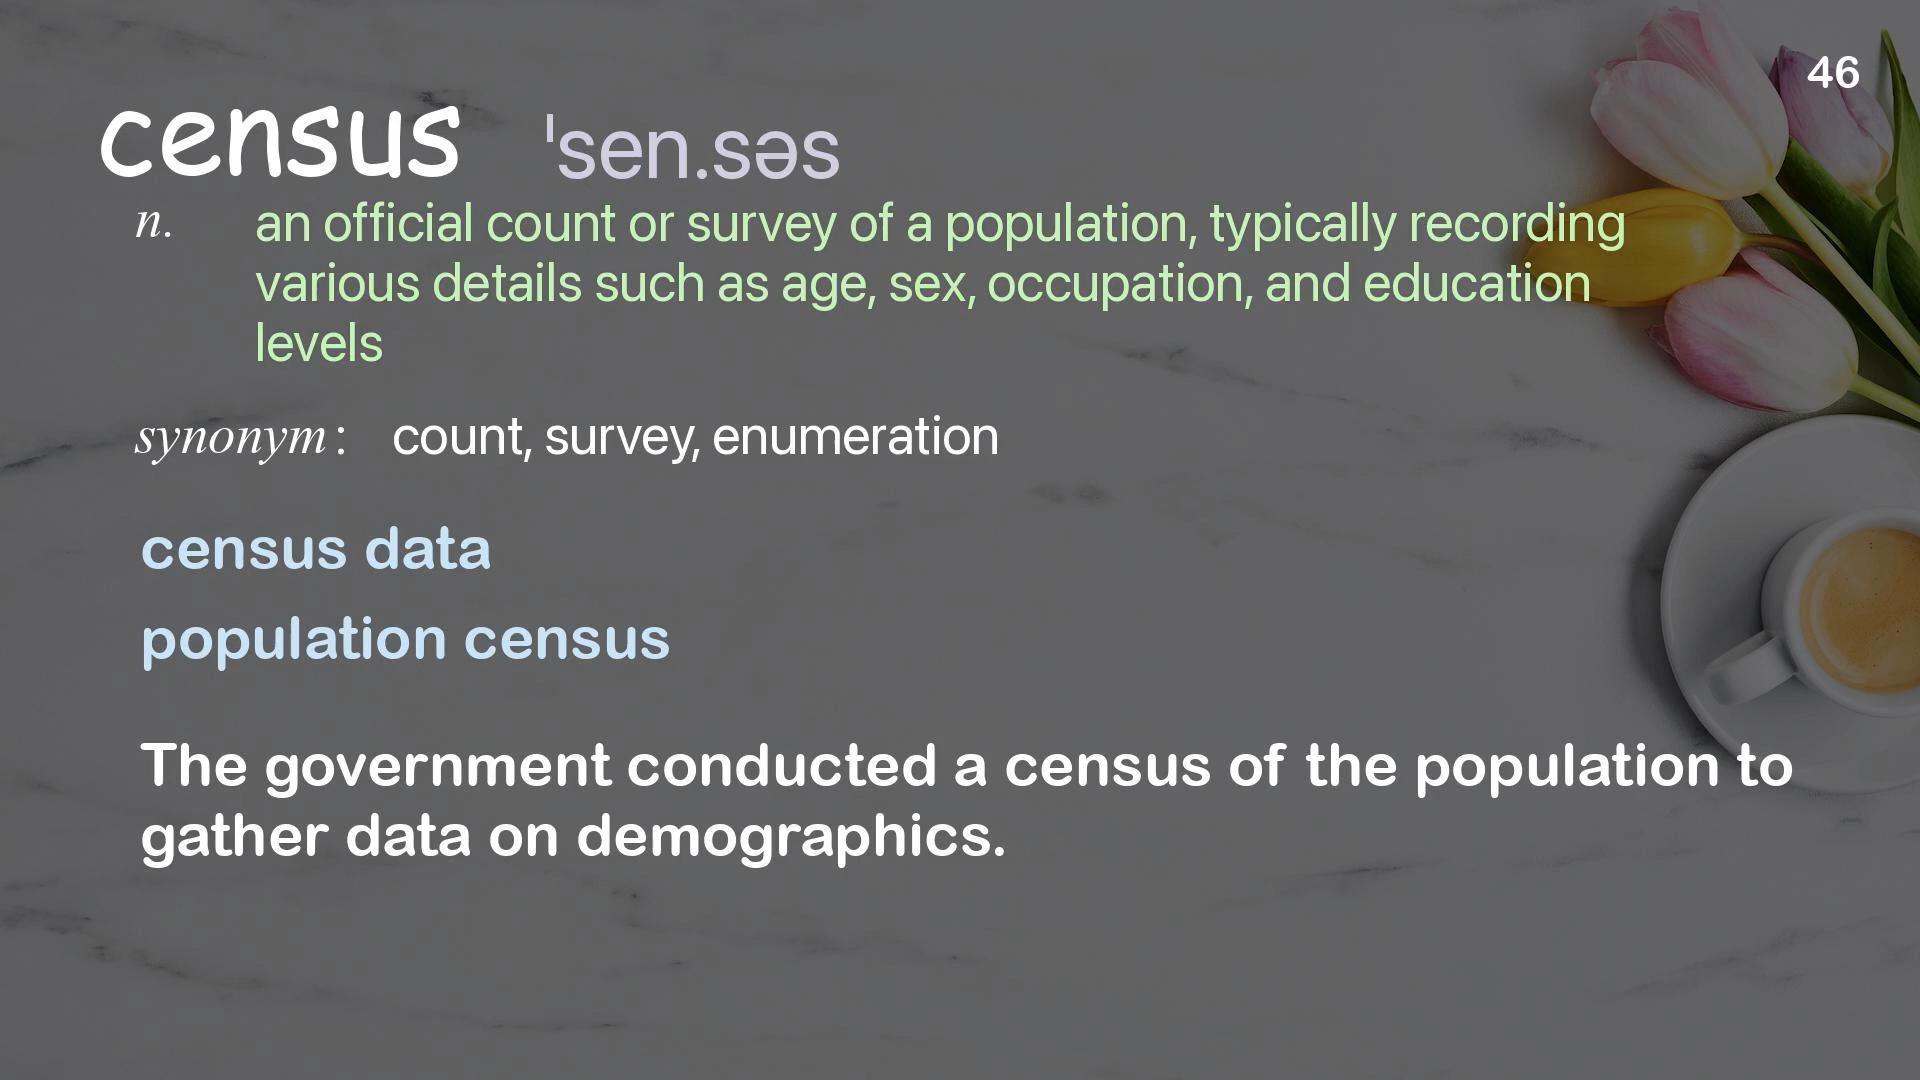 46
census ˈsen.səs
n. an official count or survey of a population, typically recording
various details such as age, sex, occupation, and education
levels
synonym: count, survey, enumeration
census data
population census
The government conducted a census of the population to
gather data on demographics.